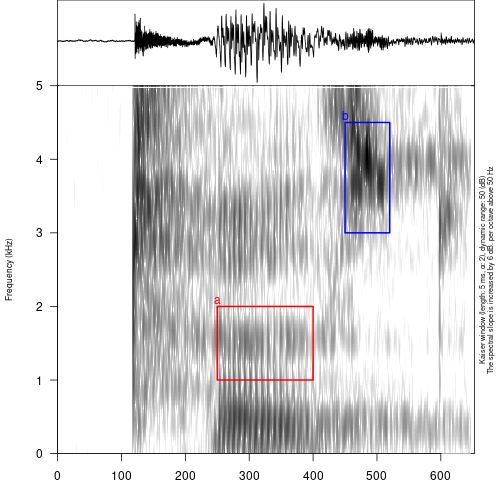 5
b
4
3
a
2
1
0
0 100 200 300 400 500 600
Frequency (kHz)
Kaiser window (length: 5 ms, α: 2), dynamic range: 50 (dB)
The spectral slope is increased by 6 dB per octave above 50 Hz